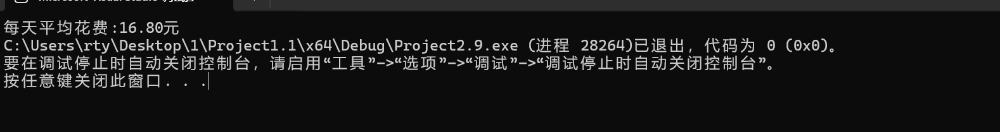 每天平均花费:16.80元
C:\Users\rty\Desktop\1\Project1.1\x64\Debug\Project2.9.exe (进程 28264)已退出，代码为 0 (0x0)。
要在调试停止时自动关闭控制台，请启用“工具”->“选项”->“调试”->“调试停止时自动关闭控制台”。
按任意键关闭此窗口. . .